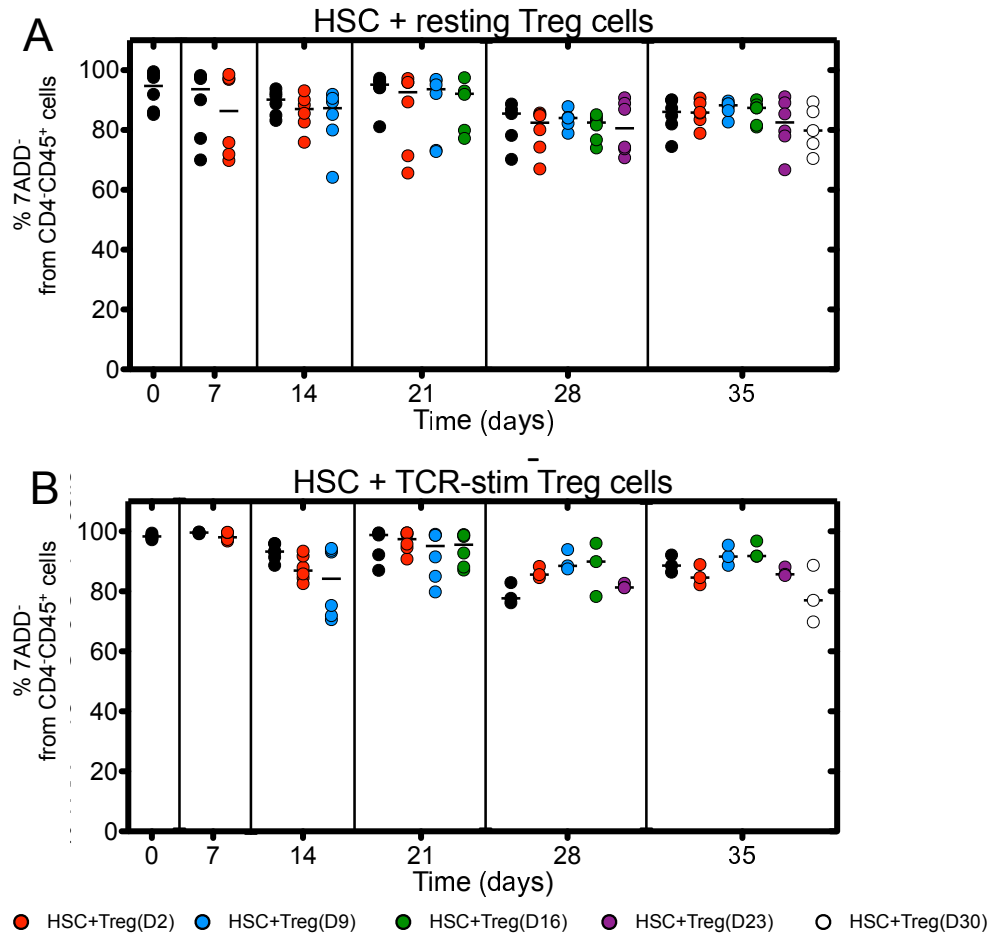 A
HSC + resting Treg cells
% 7ADD-
from CD4-CD45+ cells
100
80
60
40
20
0
0 7 14 21 28 35
Time (days)
B
HSC + TCR-stim Treg cells
% 7ADD-
from CD4-CD45+ cells
100
80
60
40
20
0
0 7 14 21 28 35
Time (days)
HSC+Treg(D2) HSC+Treg(D9) HSC+Treg(D16) HSC+Treg(D23) HSC+Treg(D30)